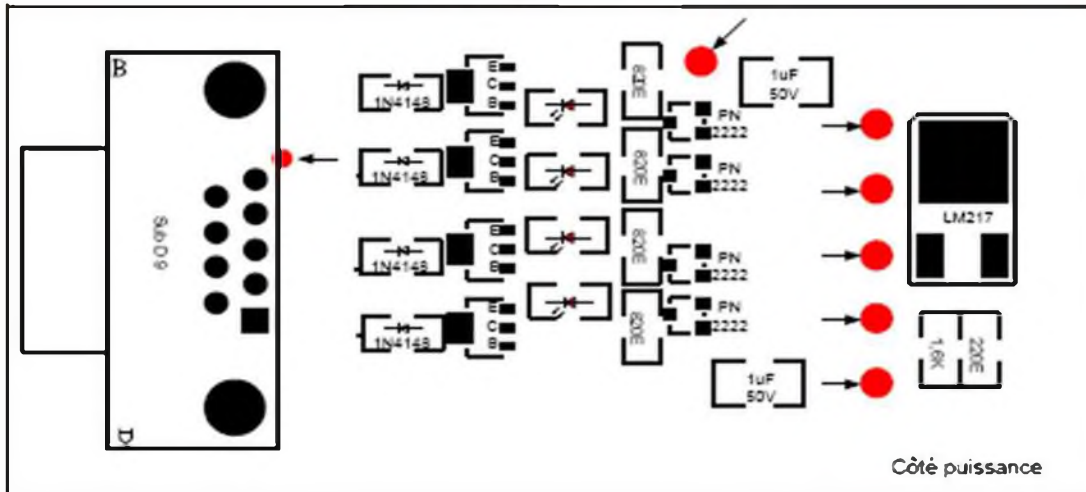 B
Sub D 9
D
1N4148
E
C
B
1N4148
E
C
B
1N4148
E
C
B
1N4148
E
C
B
820E
820E
820E
820E
PN
2222
PN
2222
PN
2222
PN
2222
1uF
50V
1uF
50V
LM217
1,6K
220E
Côté puissance